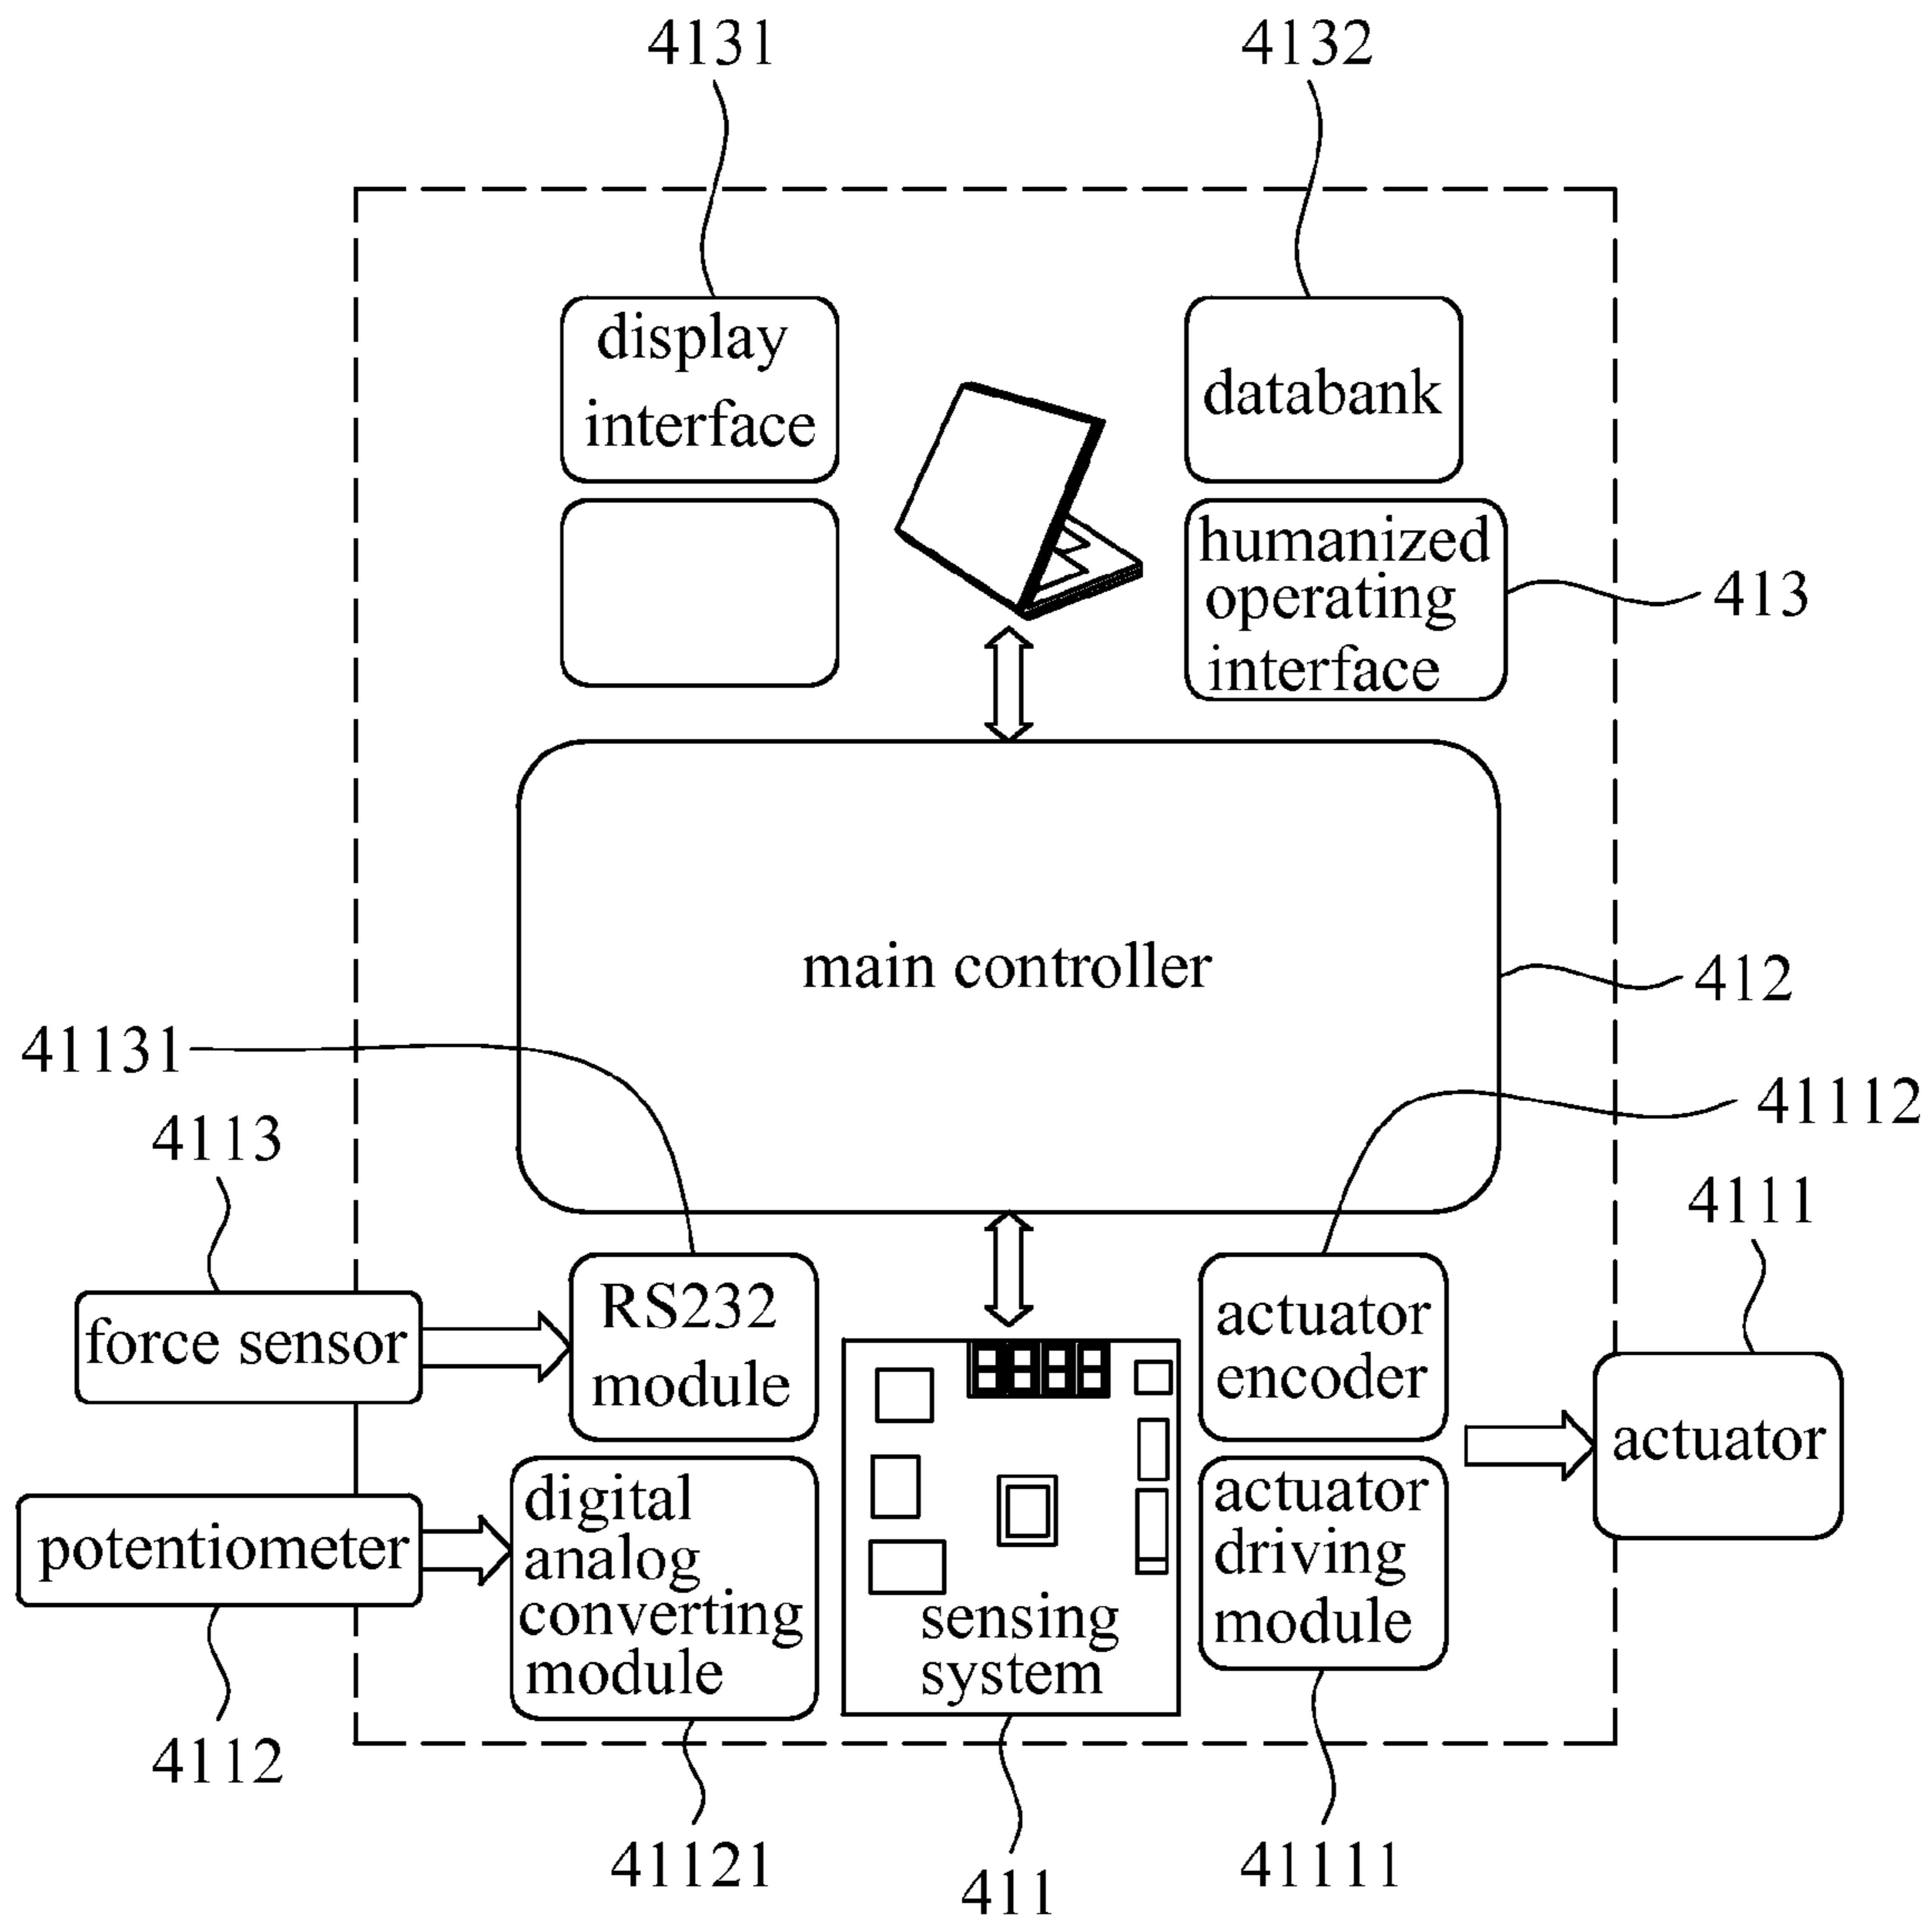 4131
4132
display
interface
databank
humanized
operating
interface
413
main controller
412
41131
41112
4113
4111
RS232
module
actuator
encoder
force sensor
actuator
potentiometer
digital
analog
converting
module
sensing
system
actuator
driving
module
4112
41121
411
41111